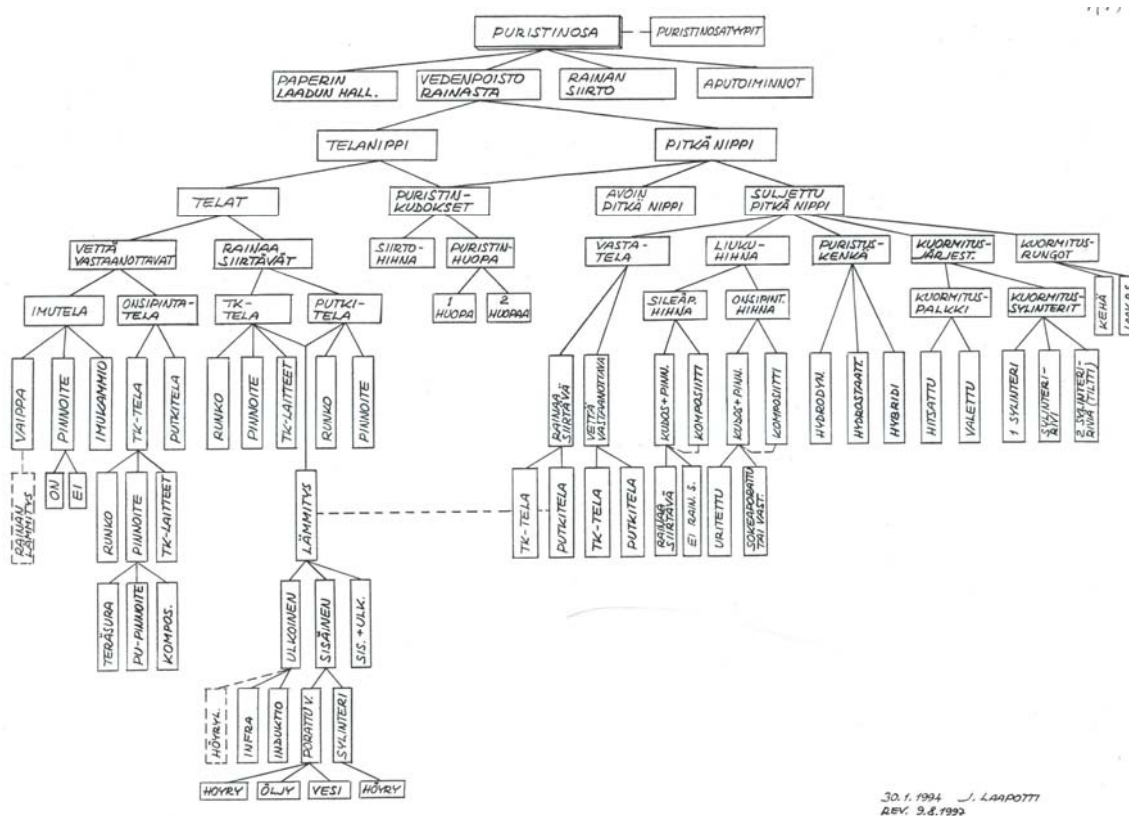 PURISTINOSA
PURISTINOSATYYPIT
PAPERIN
LAADUN HALL.
VEDENPOISTO
RAINASTA
RAINAN
SIIRTO
APUTOIMINNOT
TELANIPPI
PITKÄ NIPPI
TELAT
PURISTIN-
KUDOKSET
AVOIN
PITKÄ NIPPI
SULJETTU
PITKÄ NIPPI
VETTÄ
VASTAANOTTAVAT
RAINAA
SIIRTÄVÄT
SIIRTO-
HIHNA
PURISTIN-
HUOPA
VASTA-
TELA
LIUKU-
HIHNA
PURISTUS-
KENKÄ
KUORMITUS-
JÄRJEST.
KUORMITUS-
RUNGOT
IMUTELA
ONSIPINTA-
TELA
TK-
TELA
PUTKI-
TELA
1
HUOPA
2
HUOPAA
SILEÄP.
HIHNA
ONSIPINT.
HIHNA
KUORMITUS-
PALKKI
KUORMITUS-
SYLINTERIT
KEHÄ
VAIPPA
PINNOITE
IMUKAMMIO
TK-TELA
PUTKITELA
RUNKO
PINNOITE
TK-LAITTEET
RUNKO
PINNOITE
RAINAA
SIIRTÄVÄ
VETTÄ
VASTAANOTTAVA
KUDOS+PINN.
KOMPOSIITTI
KUDOS+PINN.
KOMPOSIITTI
HYDRODYN.
HYDROSTAATT.
HYBRIDI
HITSATTU
VALETTU
1 SYLINTERI
SYLINTERI-
RIVI
2 SYLINTERI-
RIVIÄ (TILTTI)
RAINAN
LÄMMITYS
ON
EI
RUNKO
PINNOITE
TK-LAITTEET
LÄMMITYS
TK-TELA
PUTKITELA
TK-TELA
PUTKITELA
RAINAA
SIIRTÄVÄ
EI RAIN. S.
URITETTU
SOKEAPORATTU
TAI VAST.
TERÄSURA
PU-PINNOITE
KOMPOS.
ULKOINEN
SISÄINEN
SIS. + ULK.
HÖYRYL.
INFRA
INDUKTIO
PORATTU V.
SYLINTERI
HÖYRY
ÖLJY
VESI
HÖYRY
30.1.1994 J. LAAPOTTI
REV. 9.8.1997